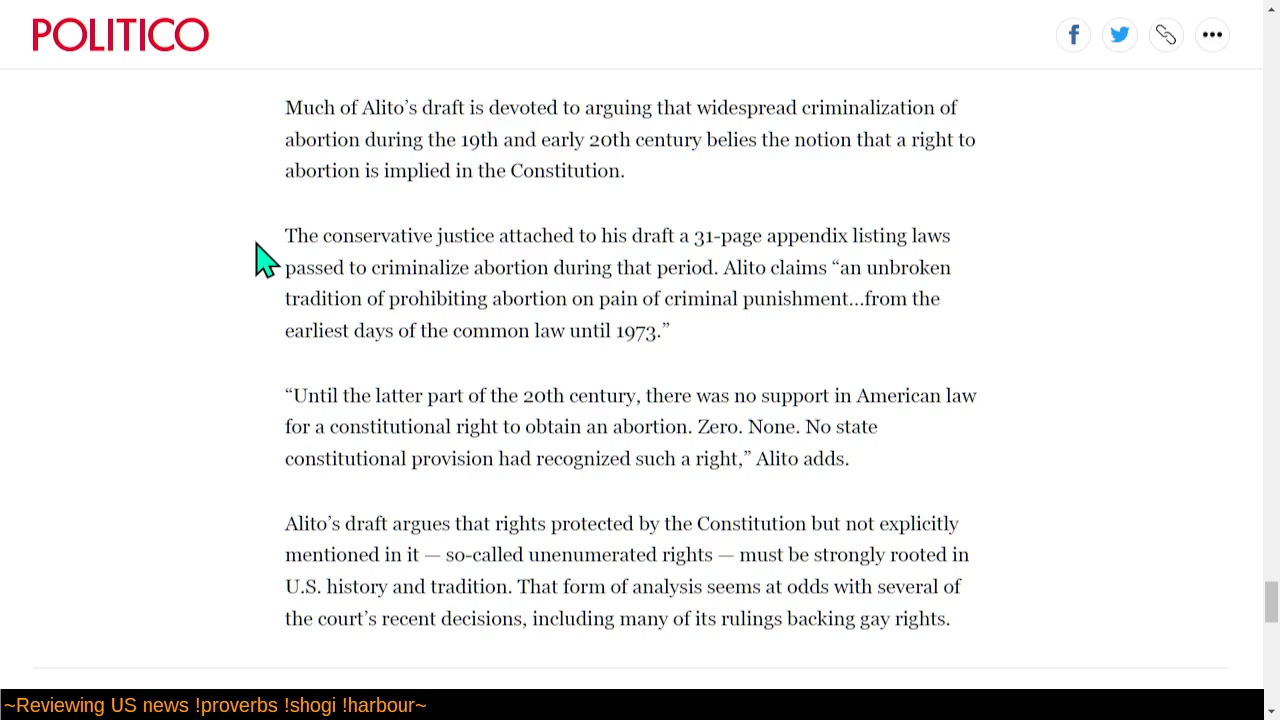 POLITICO
Much of Alito’s draft is devoted to arguing that widespread criminalization of
abortion during the 19th and early 20th century belies the notion that a right to
abortion is implied in the Constitution.
The conservative justice attached to his draft a 31-page appendix listing laws
passed to criminalize abortion during that period. Alito claims “an unbroken
tradition of prohibiting abortion on pain of criminal punishment…from the
earliest days of the common law until 1973.”
“Until the latter part of the 20th century, there was no support in American law
for a constitutional right to obtain an abortion. Zero. None. No state
constitutional provision had recognized such a right,” Alito adds.
Alito’s draft argues that rights protected by the Constitution but not explicitly
mentioned in it — so-called unenumerated rights — must be strongly rooted in
U.S. history and tradition. That form of analysis seems at odds with several of
the court’s recent decisions, including many of its rulings backing gay rights.
~Reviewing US news !proverbs !shogi !harbour~